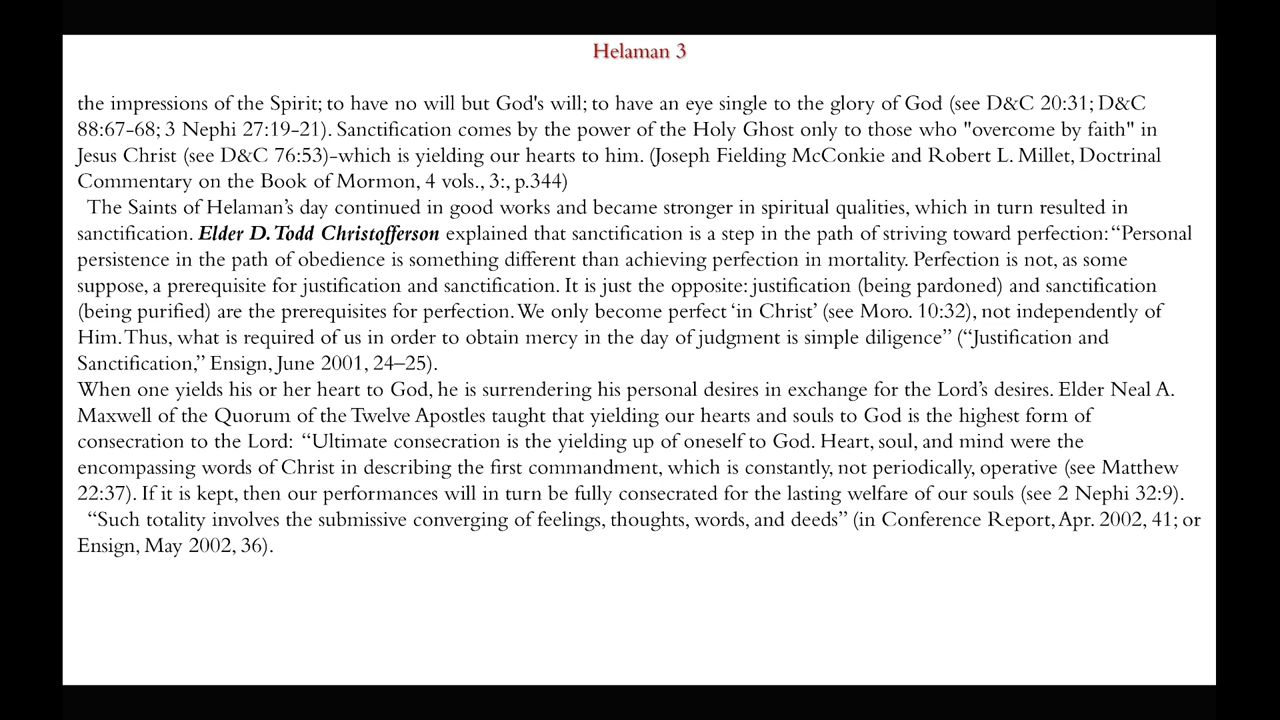 Helaman 3
the impressions of the Spirit; to have no will but God's will; to have an eye single to the glory of God (see D&C 20:31; D&C
88:67-68; 3 Nephi 27:19-21). Sanctification comes by the power of the Holy Ghost only to those who "overcome by faith" in
Jesus Christ (see D&C 76:53)-which is yielding our hearts to him. (Joseph Fielding McConkie and Robert L. Millet, Doctrinal
Commentary on the Book of Mormon, 4 vols., 3:, p.344)
The Saints of Helaman’s day continued in good works and became stronger in spiritual qualities, which in turn resulted in
sanctification. Elder D. Todd Christofferson explained that sanctification is a step in the path of striving toward perfection: “Personal
persistence in the path of obedience is something different than achieving perfection in mortality. Perfection is not, as some
suppose, a prerequisite for justification and sanctification. It is just the opposite: justification (being pardoned) and sanctification
(being purified) are the prerequisites for perfection. We only become perfect ‘in Christ’ (see Moro. 10:32), not independently of
Him. Thus, what is required of us in order to obtain mercy in the day of judgment is simple diligence” (“Justification and
Sanctification,” Ensign, June 2001, 24–25).
When one yields his or her heart to God, he is surrendering his personal desires in exchange for the Lord’s desires. Elder Neal A.
Maxwell of the Quorum of the Twelve Apostles taught that yielding our hearts and souls to God is the highest form of
consecration to the Lord: “Ultimate consecration is the yielding up of oneself to God. Heart, soul, and mind were the
encompassing words of Christ in describing the first commandment, which is constantly, not periodically, operative (see Matthew
22:37). If it is kept, then our performances will in turn be fully consecrated for the lasting welfare of our souls (see 2 Nephi 32:9).
“Such totality involves the submissive converging of feelings, thoughts, words, and deeds” (in Conference Report, Apr. 2002, 41; or
Ensign, May 2002, 36).